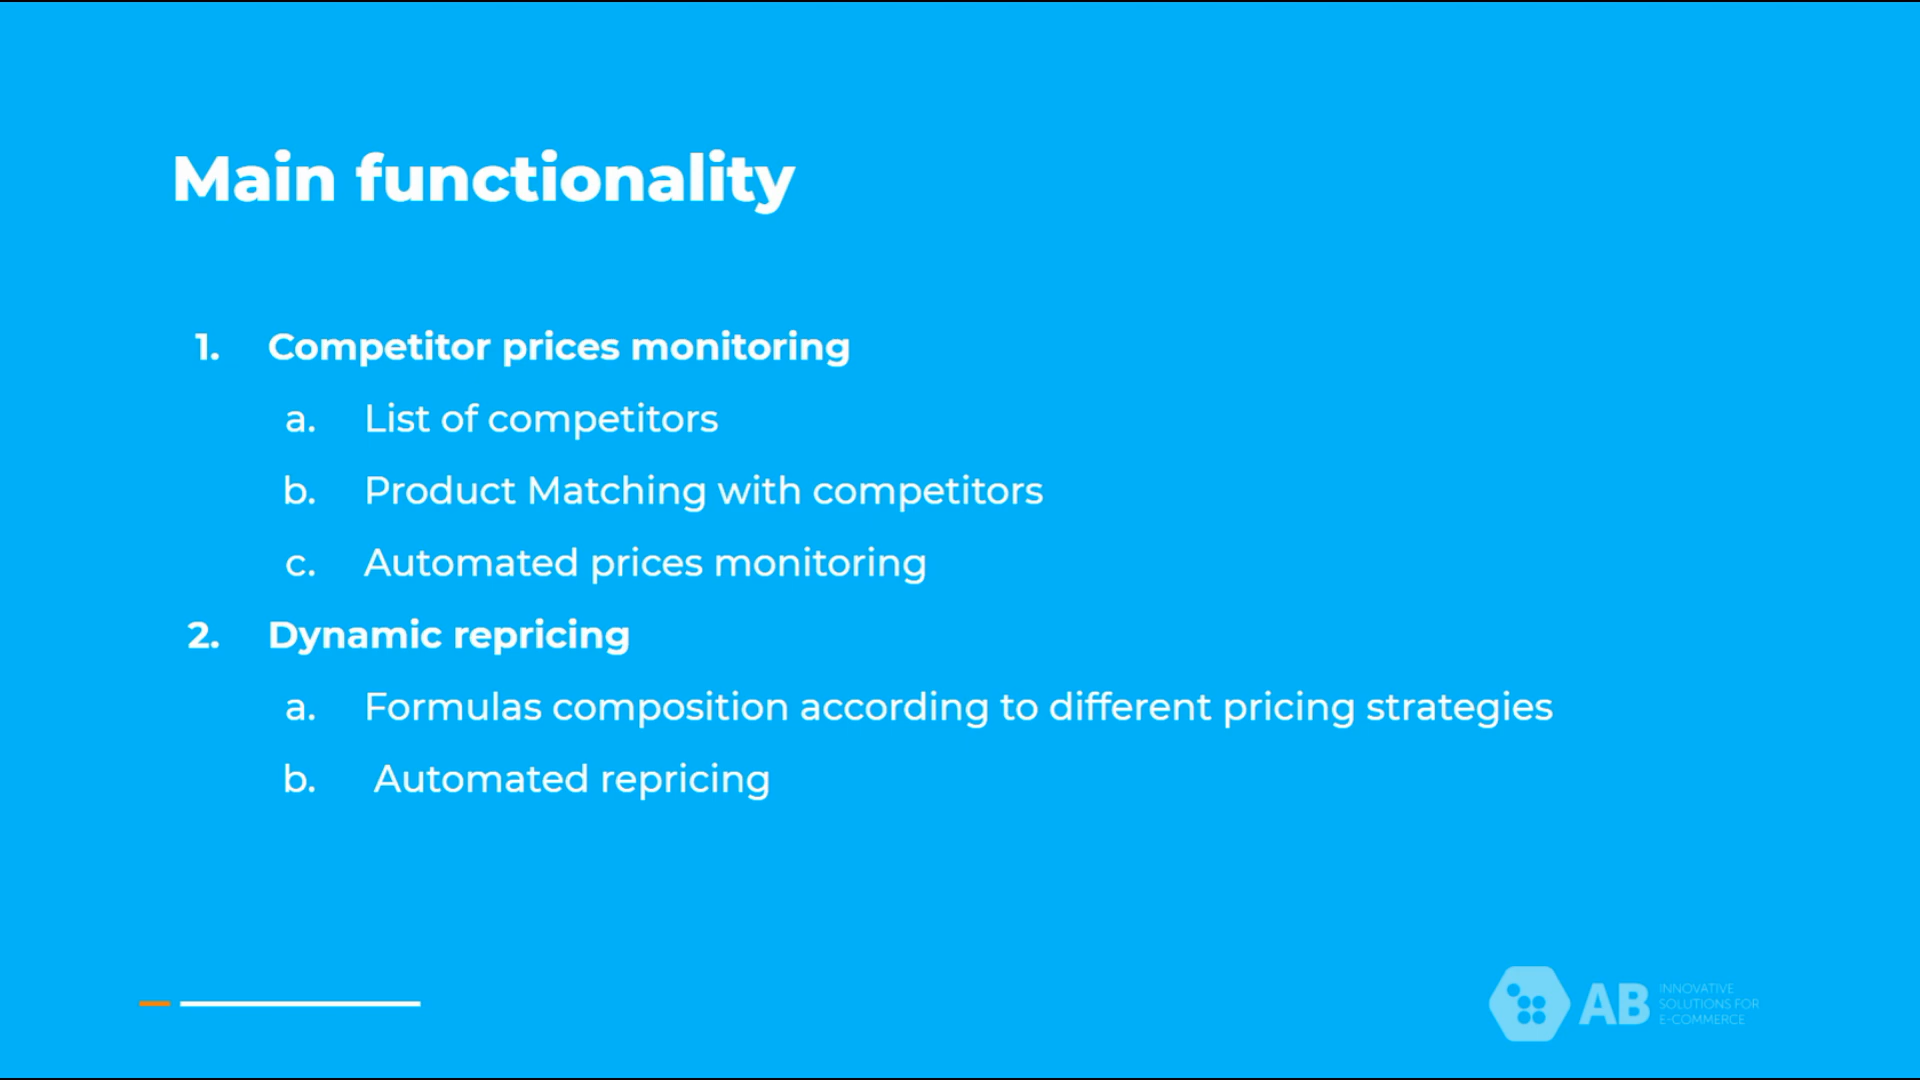 Main functionality
1. Competitor prices monitoring
a. List of competitors
b. Product Matching with competitors
c. Automated prices monitoring
2. Dynamic repricing
a. Formulas composition according to different pricing strategies
b. Automated repricing
AB
INNOVATIVE
SOLUTIONS FOR
E-COMMERCE